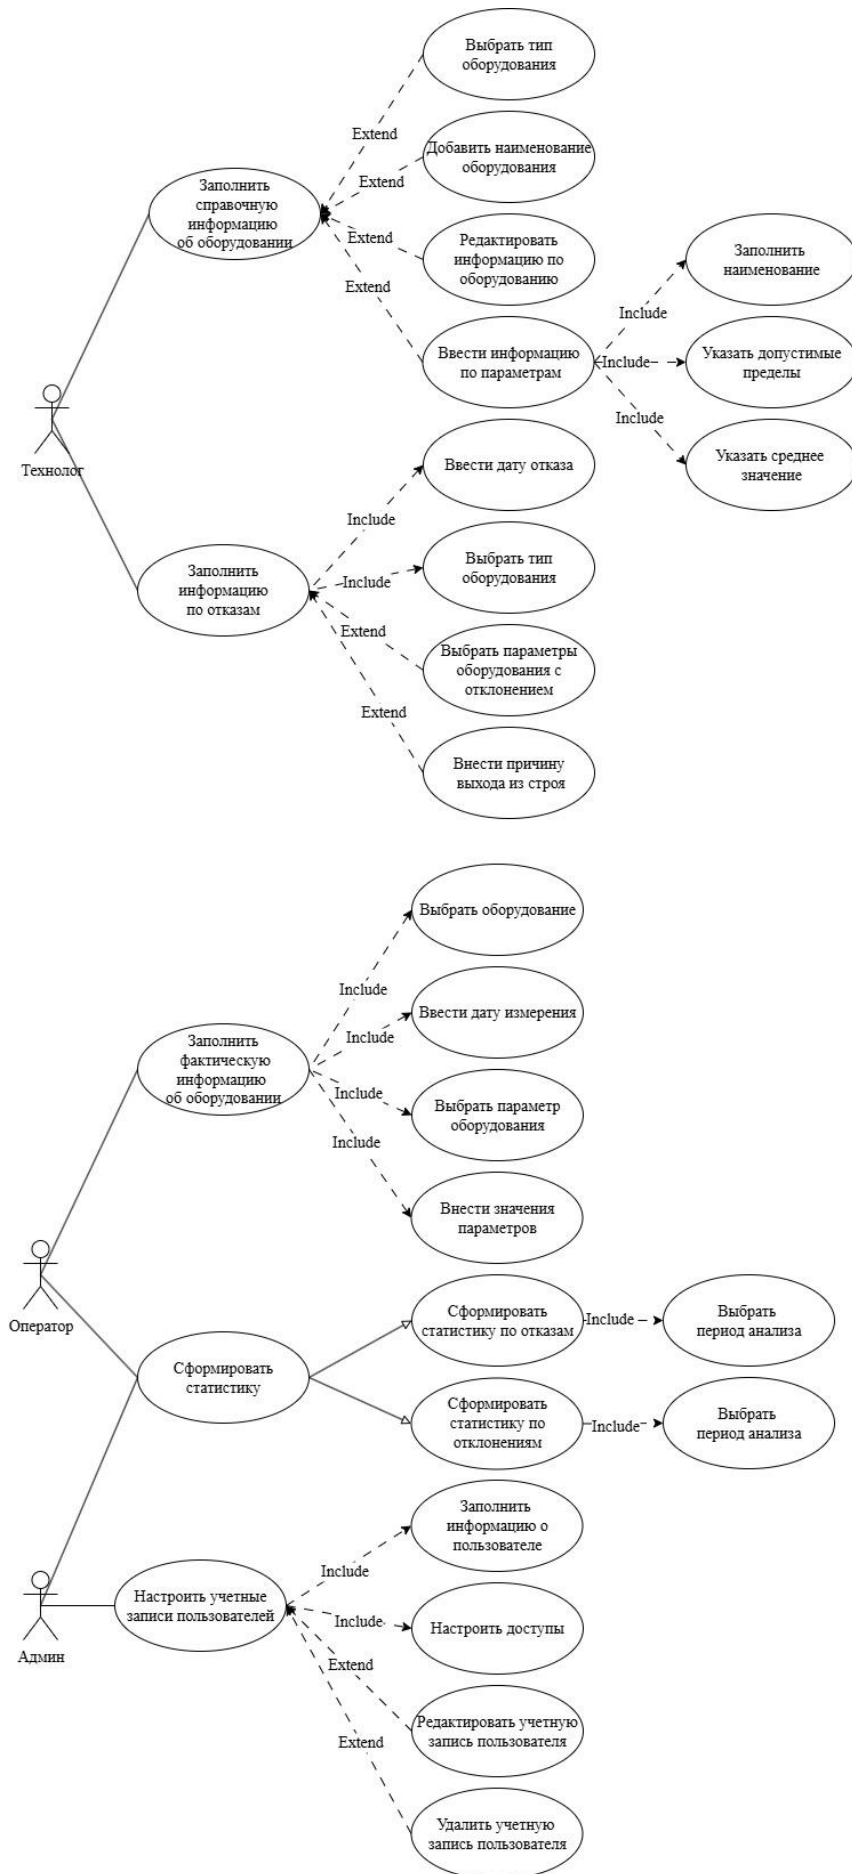 Выбрать тип
оборудования
Extend
Добавить наименование
оборудования
Extend
Заполнить
справочную
информацию
об оборудовании
Extend
Редактировать
информацию по
оборудованию
Заполнить
наименование
Extend
Include
Ввести информацию
по параметрам
Include
Указать допустимые
пределы
Include
Указать среднее
значение
Технолог
Ввести дату отказа
Include
Выбрать тип
оборудования
Include
Заполнить
информацию
по отказам
Extend
Выбрать параметры
оборудования с
отклонением
Extend
Внести причину
выхода из строя
Выбрать оборудование
Include
Ввести дату измерения
Include
Заполнить
фактическую
информацию
об оборудовании
Include
Выбрать параметр
оборудования
Include
Внести значения
параметров
Оператор
Сформировать
статистику по отказам
Include
Выбрать
период анализа
Сформировать
статистику
Сформировать
статистику по
отклонениям
Include
Выбрать
период анализа
Заполнить
информацию о
пользователе
Include
Админ
Настроить учетные
записи пользователей
Include
Настроить доступы
Extend
Редактировать учетную
запись пользователя
Extend
Удалить учетную
запись пользователя